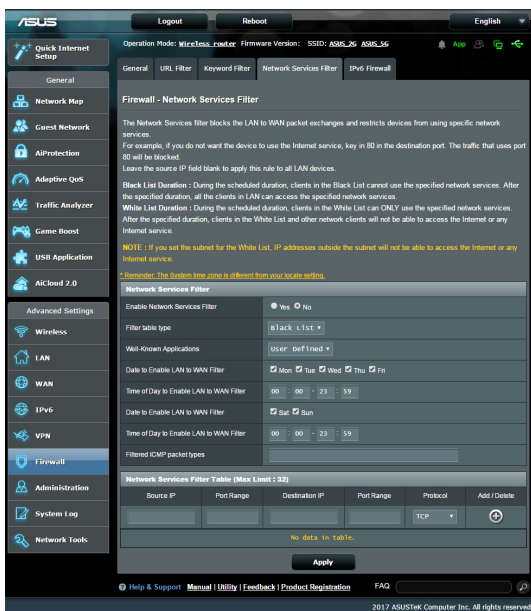 ASUS
Logout
Reboot
English
Quick Internet
Setup
General
Network Map
Guest Network
AiProtection
Adaptive QoS
Traffic Analyzer
Game Boost
USB Application
AiCloud 2.0
Advanced Settings
Wireless
LAN
WAN
IPv6
VPN
Firewall
Administration
System Log
Network Tools
Operation Mode: Wireless router Firmware Version: SSID: ASUS_2G ASUS_5G
App
General URL Filter Keyword Filter Network Services Filter IPv6 Firewall
Firewall - Network Services Filter
The Network Services filter blocks the LAN to WAN packet exchanges and restricts devices from using specific network
services.
For example, if you do not want the device to use the Internet service, key in 80 in the destination port. The traffic that uses port
80 will be blocked.
Leave the source IP field blank to apply this rule to all LAN devices.
Black List Duration : During the scheduled duration, clients in the Black List cannot use the specified network services. After
the specified duration, all the clients in LAN can access the specified network services.
White List Duration : During the scheduled duration, clients in the White List can ONLY use the specified network services.
After the specified duration, clients in the White List and other network clients will not be able to access the Internet or any
Internet service.
NOTE : If you set the subnet for the White List, IP addresses outside the subnet will not be able to access the Internet or any
Internet service.
* Reminder: The System time zone is different from your locale setting.
Network Services Filter
Enable Network Services Filter Yes No
Filter table type Black List
Well-Known Applications User Defined
Date to Enable LAN to WAN Filter Mon Tue Wed Thu Fri
Time of Day to Enable LAN to WAN Filter 00 : 00 - 23 : 59
Date to Enable LAN to WAN Filter Sat Sun
Time of Day to Enable LAN to WAN Filter 00 : 00 - 23 : 59
Filtered ICMP packet types
Network Services Filter Table (Max Limit : 32)
Source IP Port Range Destination IP Port Range Protocol Add / Delete
TCP
No data in table.
Apply
Help & Support Manual | Utility | Feedback | Product Registration FAQ
2017 ASUSTeK Computer Inc. All rights reserved